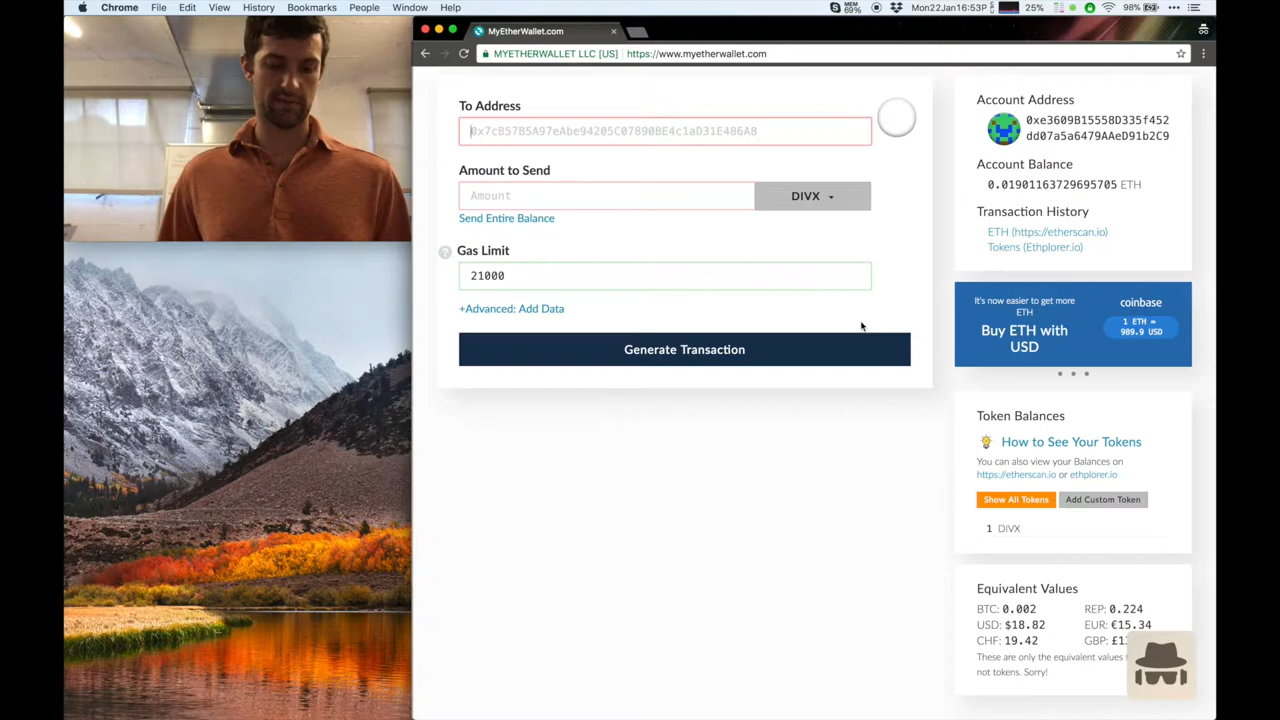 Chrome File Edit View History Bookmarks People Window Help
MEM
69%
Mon22Jan16:53P
25%
98%
MyEtherWallet.com
MYETHERWALLET LLC [US] https://www.myetherwallet.com
To Address
0x7cB57B5A97eAbe94205C07890BE4c1aD31E486A8
Amount to Send
Amount
DIVX
Send Entire Balance
? Gas Limit
21000
+Advanced: Add Data
Generate Transaction
Account Address
0xe3609B15558D335f452
dd07a5a6479AAeD91b2C9
Account Balance
0.01901163729695705 ETH
Transaction History
ETH (https://etherscan.io)
Tokens (Ethplorer.io)
It's now easier to get more
ETH
Buy ETH with
USD
coinbase
1 ETH ≈
989.9 USD
Token Balances
How to See Your Tokens
You can also view your Balances on
https://etherscan.io or ethplorer.io
Show All Tokens
Add Custom Token
1 DIVX
Equivalent Values
BTC: 0.002 REP: 0.224
USD: $18.82 EUR: €15.34
CHF: 19.42 GBP:
These are only the equivalent values
not tokens. Sorry!